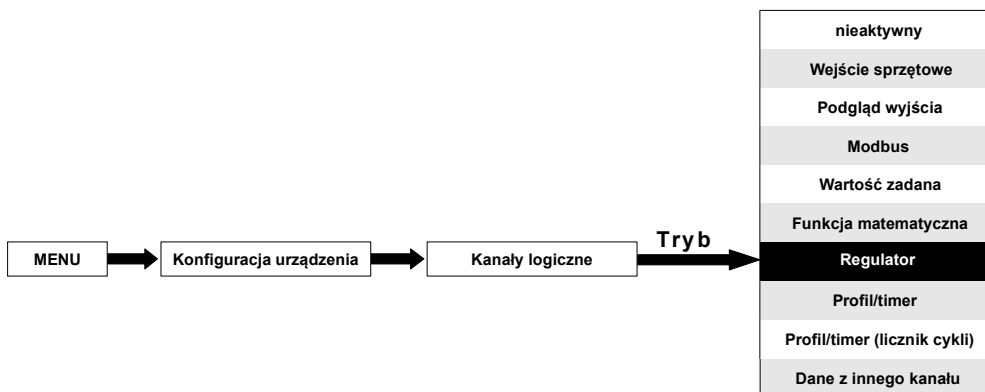 nieaktywny
Wejście sprzętowe
Podgląd wyjścia
Modbus
Wartość zadana
Funkcja matematyczna
Tryb
MENU
Konfiguracja urządzenia
Kanały logiczne
Regulator
Profil/timer
Profil/timer (licznik cykli)
Dane z innego kanału